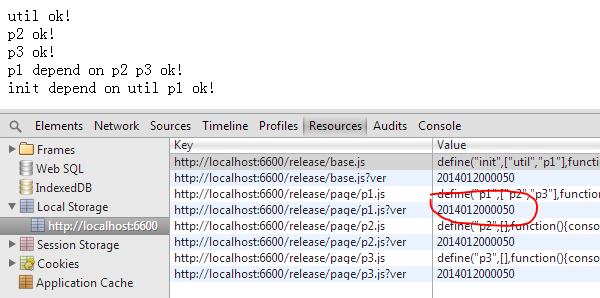 util ok!
p2 ok!
p3 ok!
p1 depend on p2 p3 ok!
init depend on util p1 ok!
Elements Network Sources Timeline Profiles Resources Audits Console
Frames
Web SQL
IndexedDB
Local Storage
http://localhost:6600
Session Storage
Cookies
Application Cache
Key Value
http://localhost:6600/release/base.js define("init",["util","p1"],functio
http://localhost:6600/release/base.js?ver 2014012000050
http://localhost:6600/release/page/p1.js define("p1",["p2","p3"],function
http://localhost:6600/release/page/p1.js?ver 2014012000050
http://localhost:6600/release/page/p2.js define("p2",[],function(){consol
http://localhost:6600/release/page/p2.js?ver 2014012000050
http://localhost:6600/release/page/p3.js define("p3",[],function(){consol
http://localhost:6600/release/page/p3.js?ver 2014012000050